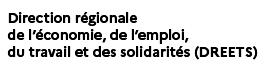 Direction régionale
de l’économie, de l’emploi,
du travail et des solidarités (DREETS)